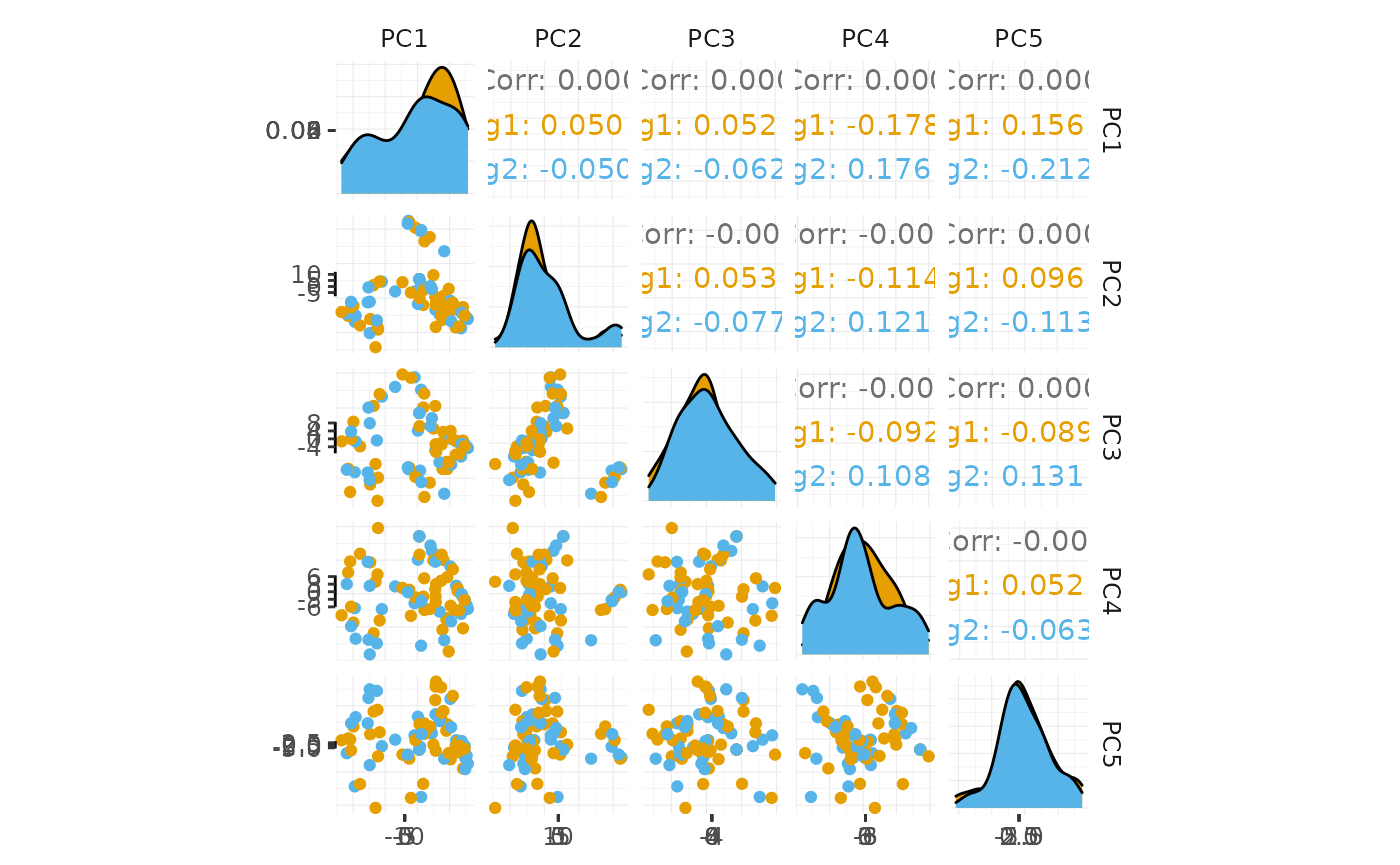 PC1 PC2 PC3 PC4 PC5
Corr: 0.000 Corr: 0.000 Corr: 0.000 Corr: 0.000
g1: 0.050 g1: 0.052 g1: -0.178 g1: 0.156
g2: -0.050 g2: -0.062 g2: 0.176 g2: -0.212
PC1
orr: -0.00 orr: -0.00 Corr: 0.000
g1: 0.053 g1: -0.114 g1: 0.096
g2: -0.077 g2: 0.121 g2: -0.113
PC2
orr: -0.00 Corr: 0.000
g1: -0.092 g1: -0.089
g2: 0.108 g2: 0.131
PC3
orr: -0.00
g1: 0.052
g2: -0.063
PC4
PC5